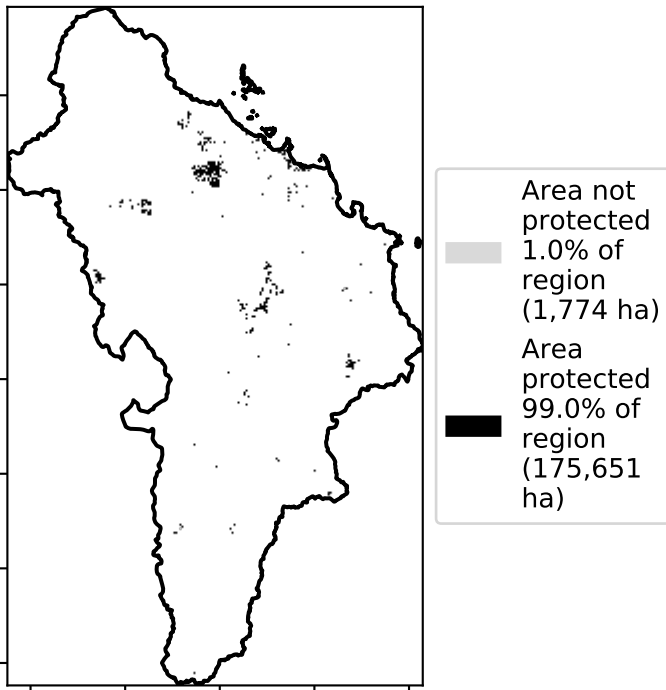 Area not
protected
1.0% of
region
(1,774 ha)
Area
protected
99.0% of
region
(175,651
ha)